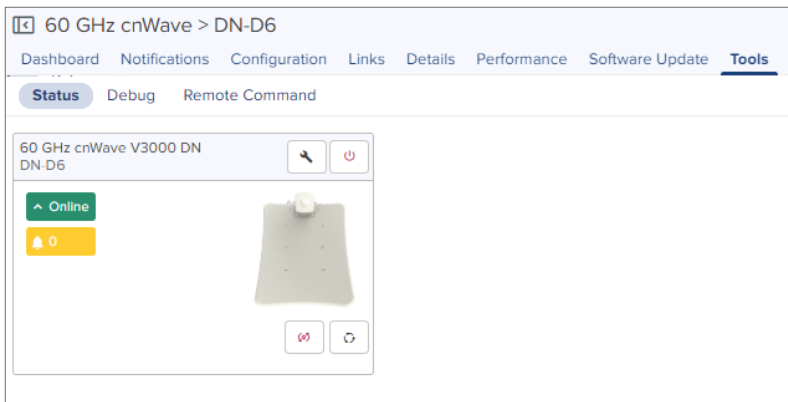 60 GHz cnWave > DN-D6
Dashboard Notifications Configuration Links Details Performance Software Update Tools
Status Debug Remote Command
60 GHz cnWave V3000 DN
DN-D6
Online
0